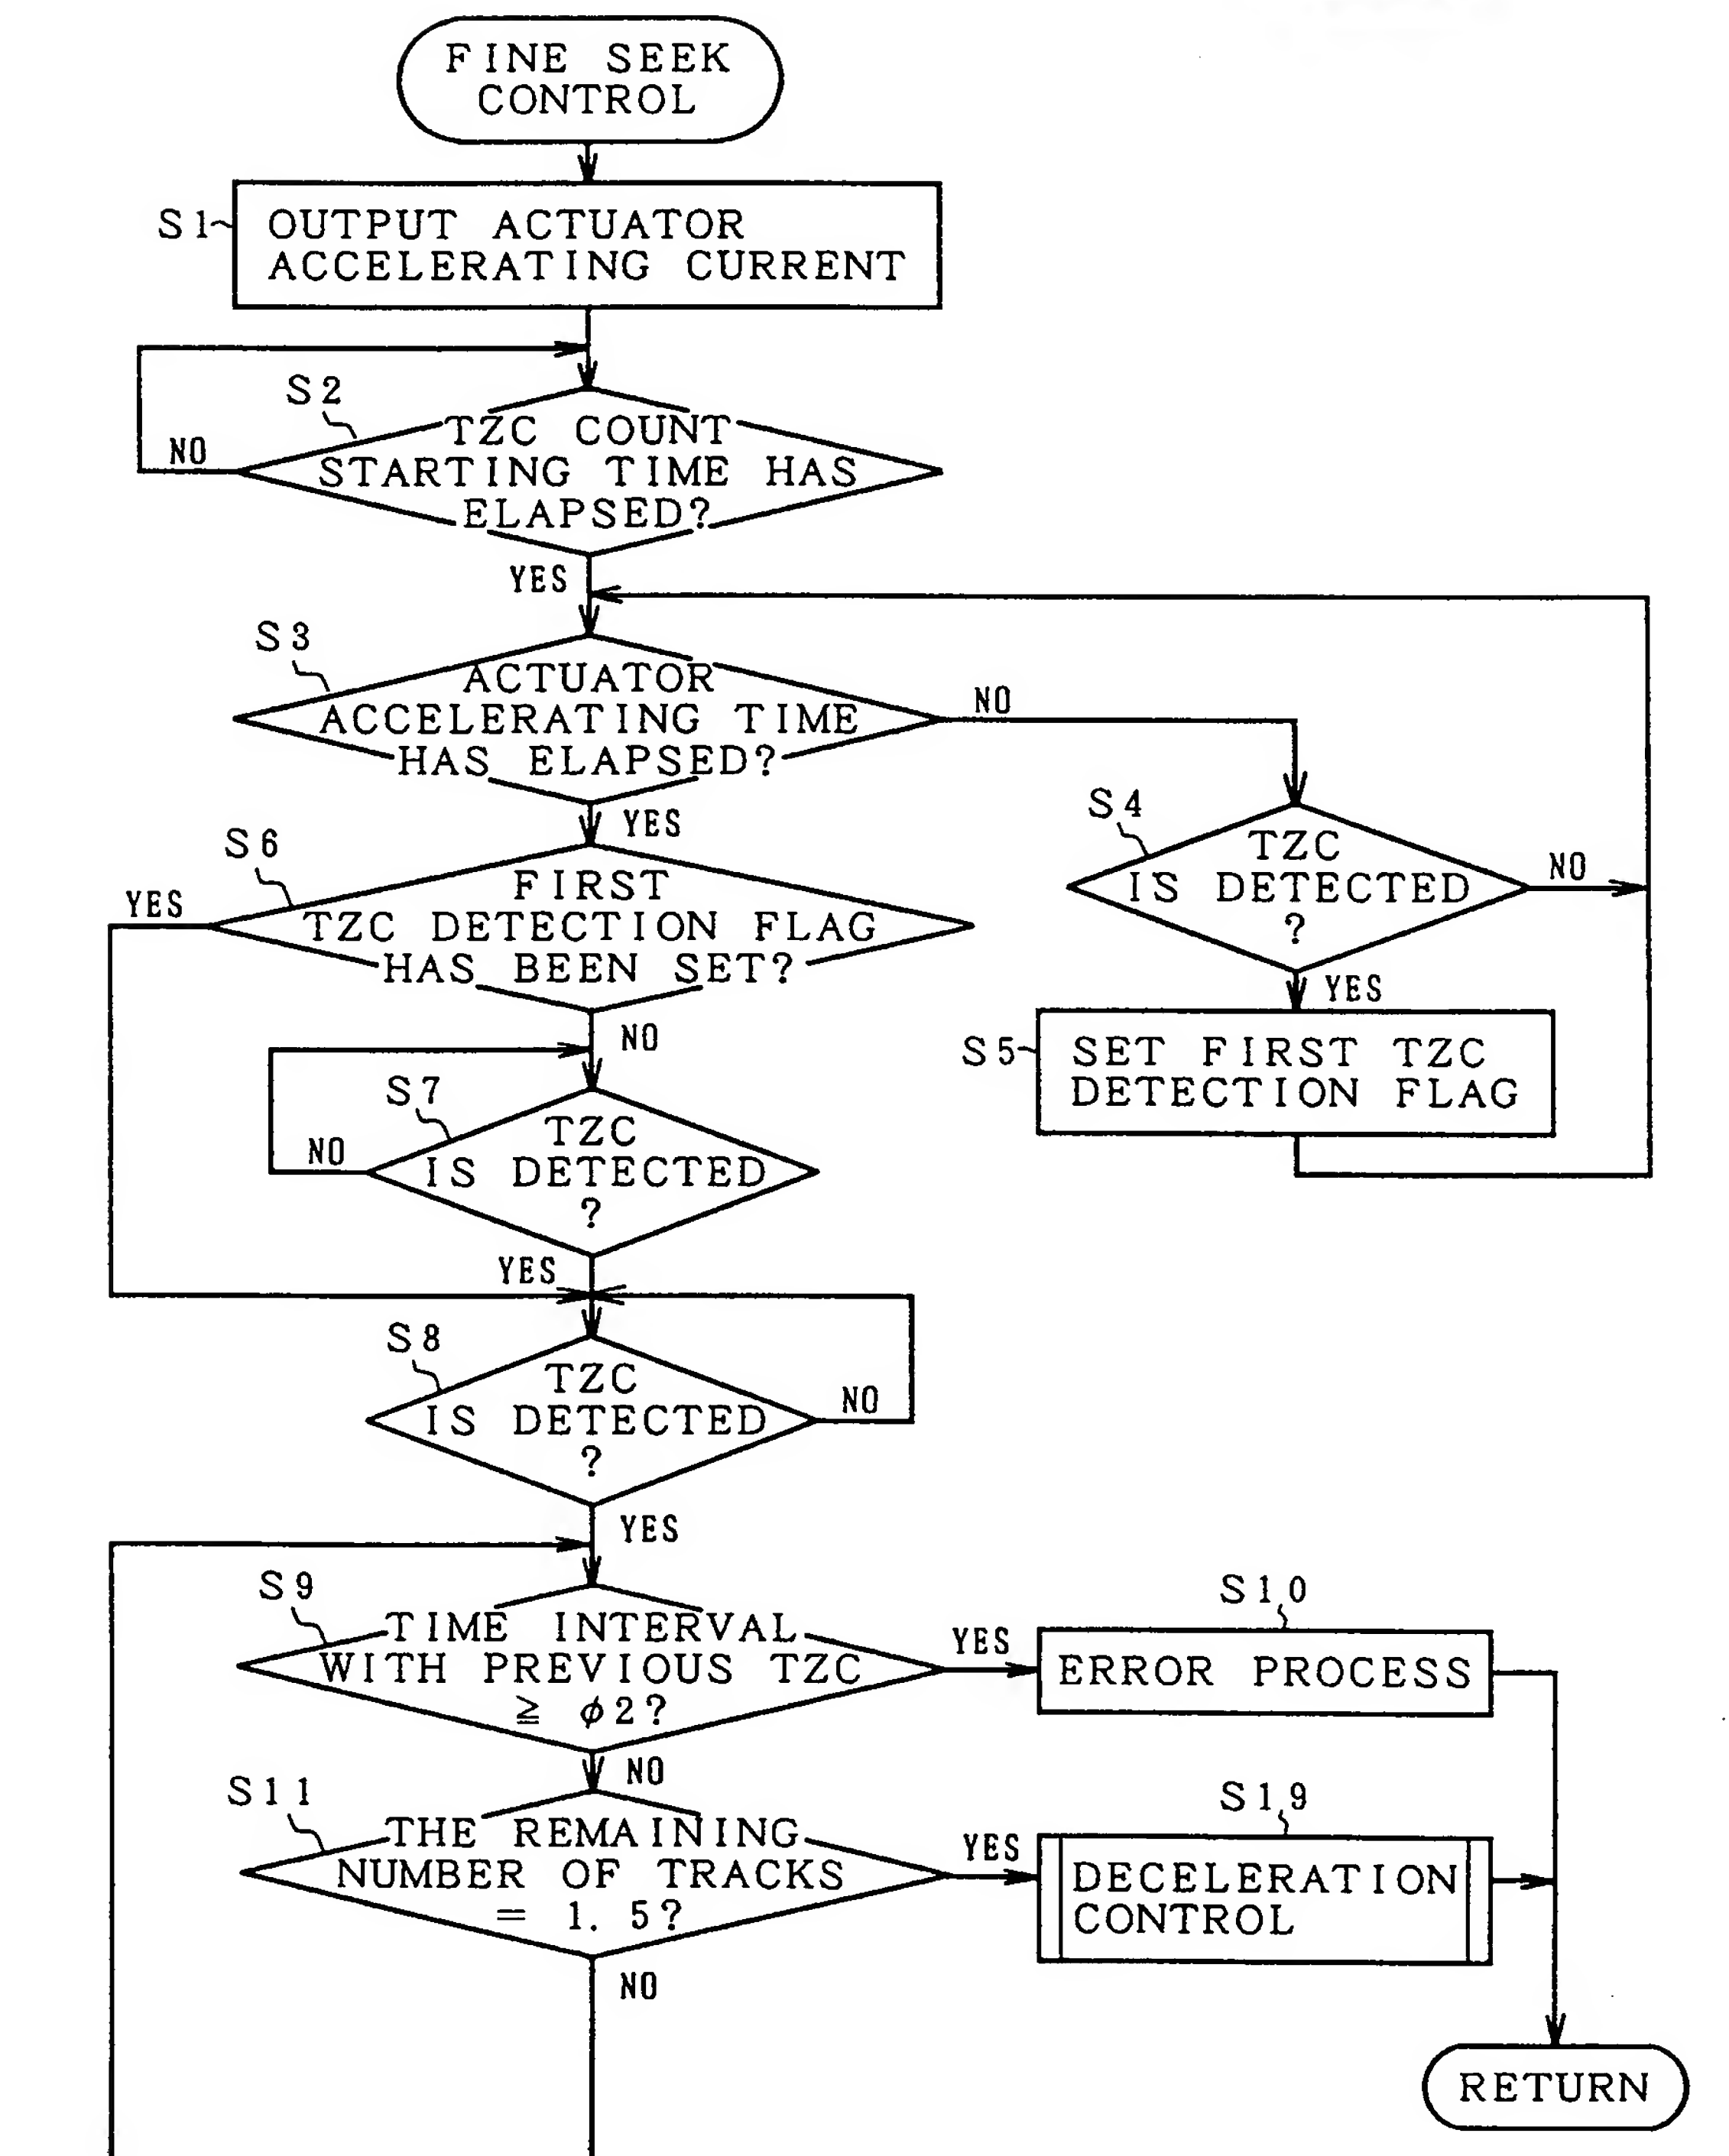 FINE SEEK
CONTROL
S1
OUTPUT ACTUATOR
ACCELERATING CURRENT
S2
TZC COUNT
STARTING TIME HAS
ELAPSED?
NO
YES
S3
ACTUATOR
ACCELERATING TIME
HAS ELAPSED?
NO
YES
S4
TZC
IS DETECTED
?
NO
YES
S5
SET FIRST TZC
DETECTION FLAG
S6
FIRST
TZC DETECTION FLAG
HAS BEEN SET?
YES
NO
S7
TZC
IS DETECTED
?
NO
YES
S8
TZC
IS DETECTED
?
NO
YES
S9
TIME INTERVAL
WITH PREVIOUS TZC
≧ φ2?
YES
NO
S10
ERROR PROCESS
S11
THE REMAINING
NUMBER OF TRACKS
= 1.5?
YES
NO
S19
DECELERATION
CONTROL
RETURN